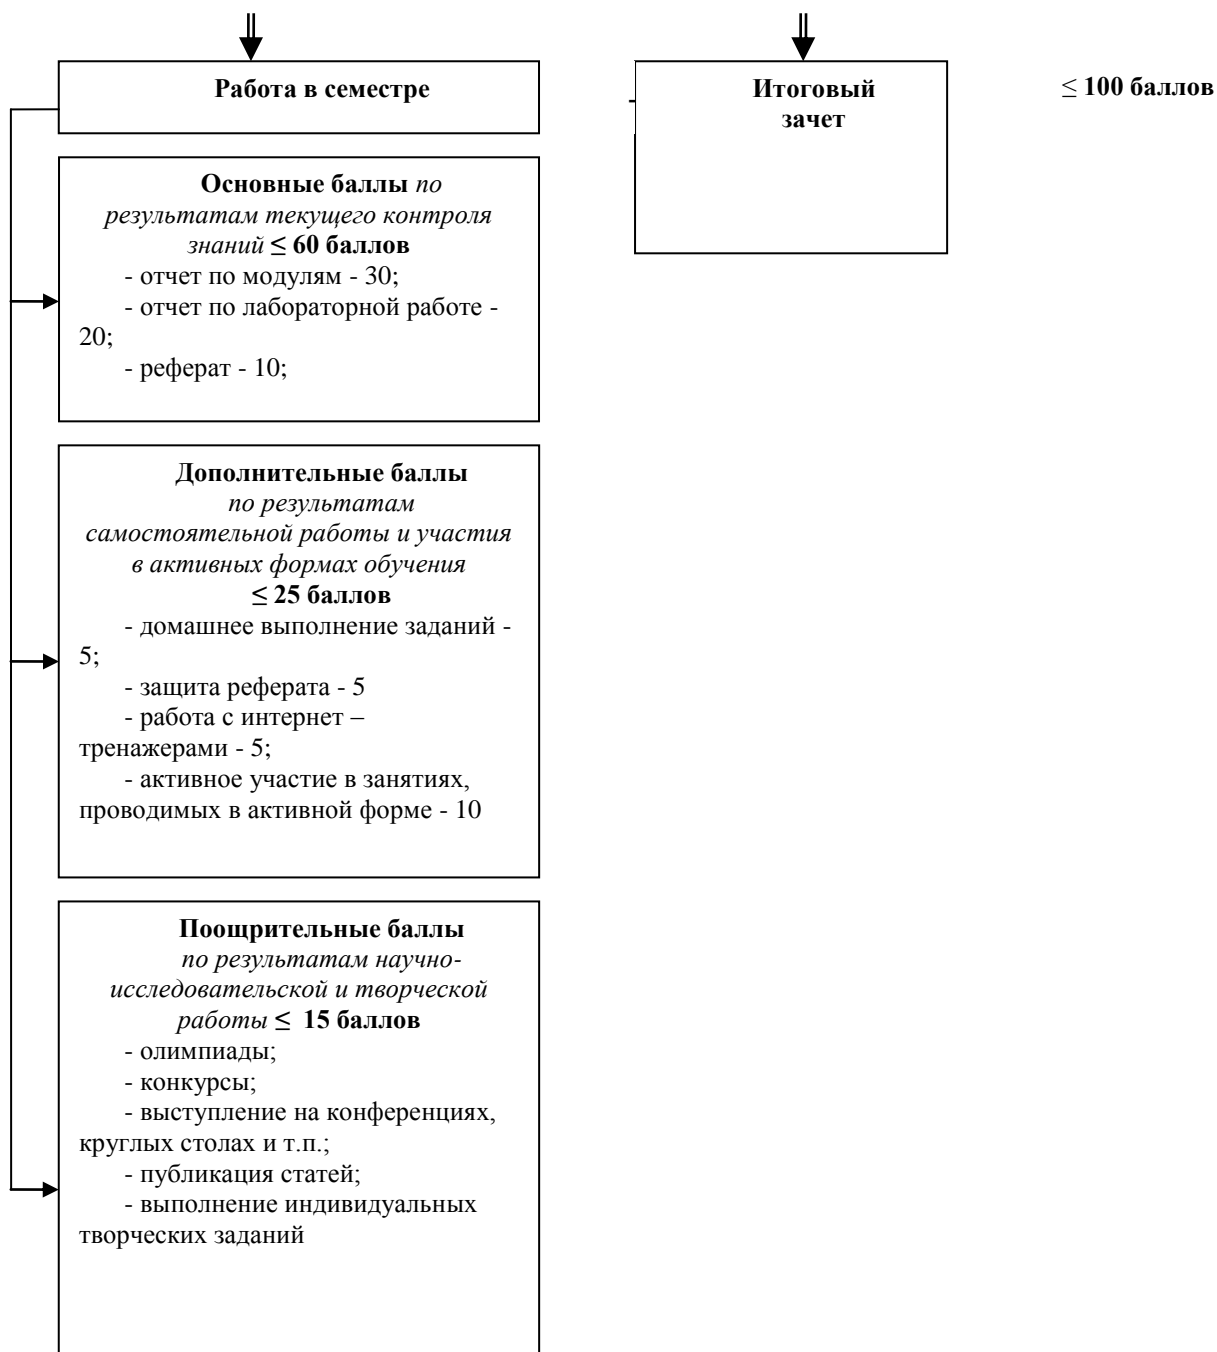 Работа в семестре
Итоговый
зачет
≤ 100 баллов
Основные баллы по
результатам текущего контроля
знаний ≤ 60 баллов
- отчет по модулям - 30;
- отчет по лабораторной работе -
20;
- реферат - 10;
Дополнительные баллы
по результатам
самостоятельной работы и участия
в активных формах обучения
≤ 25 баллов
- домашнее выполнение заданий -
5;
- защита реферата - 5
- работа с интернет –
тренажерами - 5;
- активное участие в занятиях,
проводимых в активной форме - 10
Поощрительные баллы
по результатам научно-
исследовательской и творческой
работы ≤ 15 баллов
- олимпиады;
- конкурсы;
- выступление на конференциях,
круглых столах и т.п.;
- публикация статей;
- выполнение индивидуальных
творческих заданий